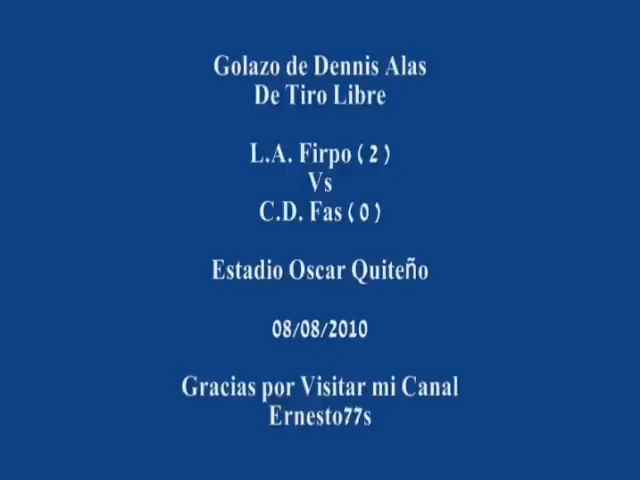 Golazo de Dennis Alas
De Tiro Libre
L.A. Firpo ( 2 )
Vs
C.D. Fas ( 0 )
Estadio Oscar Quiteño
08/08/2010
Gracias por Visitar mi Canal
Ernesto77s